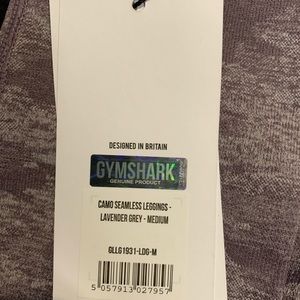 DESIGNED IN BRITAIN
GYMSHARK
GENUINE PRODUCT
CAMO SEAMLESS LEGGINGS -
LAVENDER GREY - MEDIUM
GLLG1931-LDG-M
5 057913 027957